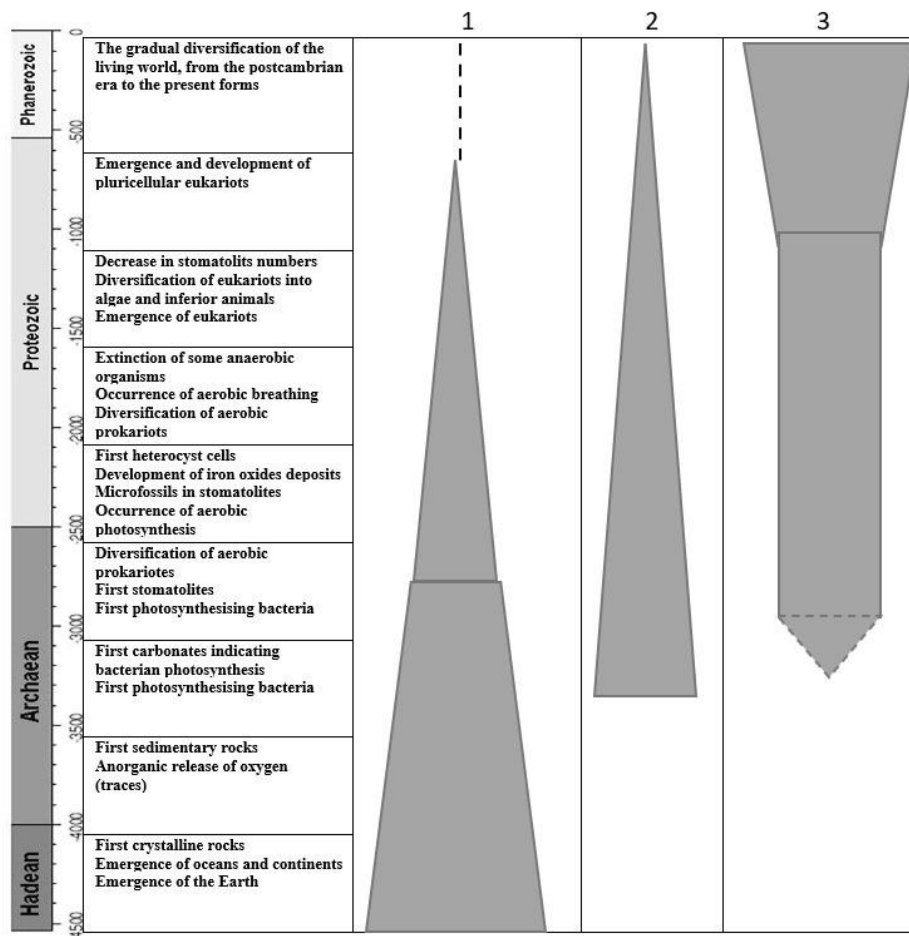 1 2 3
Phanerozoic
Proteozoic
Archaean
Hadean
0
-500
-1000
-1500
-2000
-2500
-3000
-3500
-4000
4500
The gradual diversification of the
living world, from the postcambrian
era to the present forms
Emergence and development of
pluricellular eukariots
Decrease in stomatolits numbers
Diversification of eukariots into
algae and inferior animals
Emergence of eukariots
Extinction of some anaerobic
organisms
Occurrence of aerobic breathing
Diversification of aerobic
prokariots
First heterocyst cells
Development of iron oxides deposits
Microfossils in stomatolites
Occurrence of aerobic
photosynthesis
Diversification of aerobic
prokariotes
First stomatolites
First photosynthesising bacteria
First carbonates indicating
bacterian photosynthesis
First photosynthesising bacteria
First sedimentary rocks
Anorganic release of oxygen
(traces)
First crystalline rocks
Emergence of oceans and continents
Emergence of the Earth